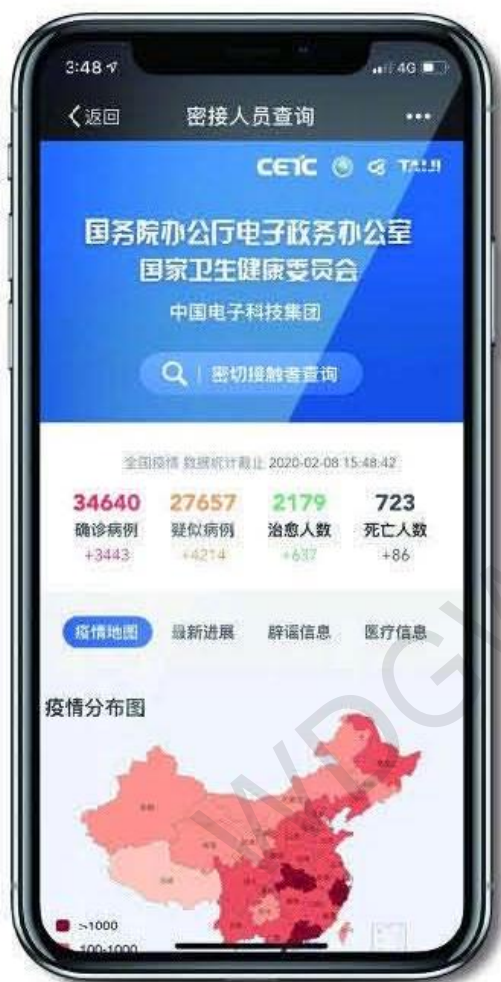 3:48
4G
返回 密接人员查询 •••
CETC TAIJI
国务院办公厅电子政务办公室
国家卫生健康委员会
中国电子科技集团
密切接触者查询
全国疫情 数据统计截止 2020-02-08 15:48:42
34640 27657 2179 723
确诊病例 疑似病例 治愈人数 死亡人数
+3443 +4214 +637 +86
疫情地图 最新进展 辟谣信息 医疗信息
疫情分布图
>1000
100-1000